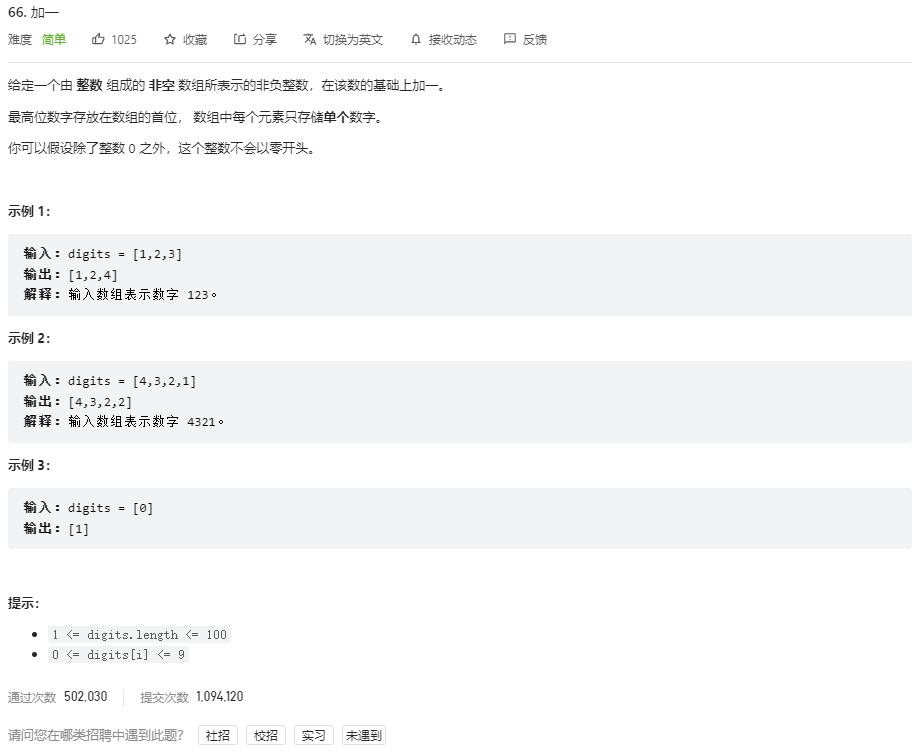 66. 加一
难度 简单 1025 收藏 分享 切换为英文 接收动态 反馈
给定一个由 整数 组成的 非空 数组所表示的非负整数，在该数的基础上加一。
最高位数字存放在数组的首位， 数组中每个元素只存储单个数字。
你可以假设除了整数 0 之外，这个整数不会以零开头。
示例 1：
输入：digits = [1,2,3]
输出：[1,2,4]
解释：输入数组表示数字 123。
示例 2：
输入：digits = [4,3,2,1]
输出：[4,3,2,2]
解释：输入数组表示数字 4321。
示例 3：
输入：digits = [0]
输出：[1]
提示：
1 <= digits.length <= 100
0 <= digits[i] <= 9
通过次数 502,030 提交次数 1,094,120
请问您在哪类招聘中遇到此题？ 社招 校招 实习 未遇到